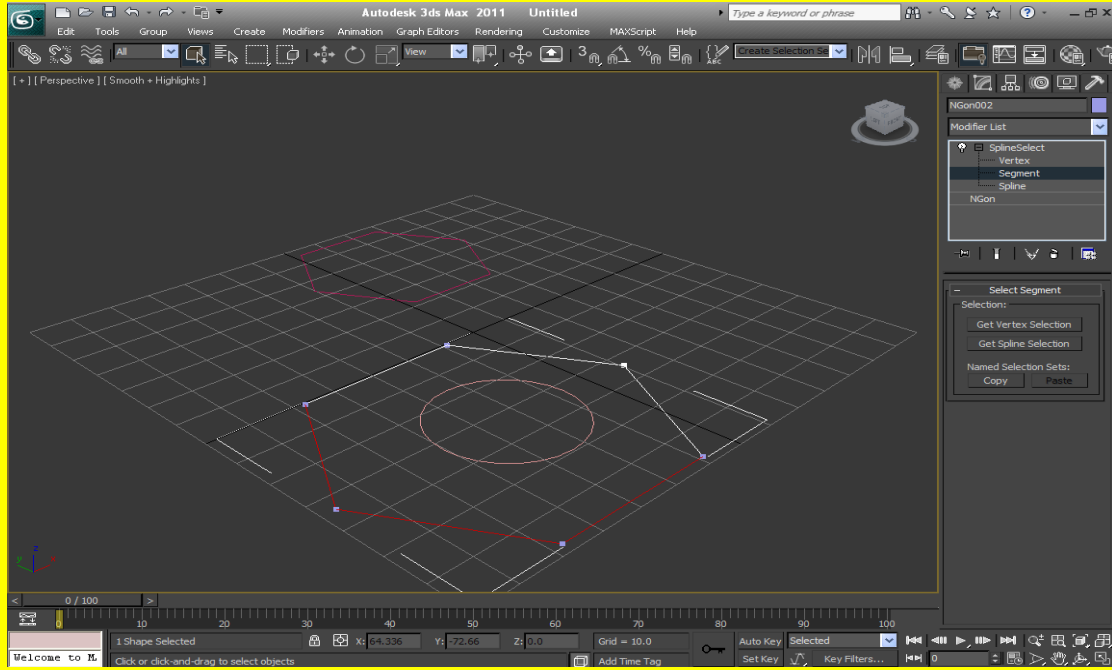 Autodesk 3ds Max 2011 Untitled
Type a keyword or phrase
Edit Tools Group Views Create Modifiers Animation Graph Editors Rendering Customize MAXScript Help
All
View
3
Create Selection Se
[ + ] [ Perspective ] [ Smooth + Highlights ]
NGon002
Modifier List
SplineSelect
Vertex
Segment
Spline
NGon
Select Segment
Selection:
Get Vertex Selection
Get Spline Selection
Named Selection Sets:
Copy Paste
z
y
x
< 0 / 100 >
0 10 20 30 40 50 60 70 80 90 100
1 Shape Selected X: 64.336 Y: -72.66 Z: 0.0 Grid = 10.0 Auto Key Selected
Welcome to M Click or click-and-drag to select objects Add Time Tag Set Key Key Filters... 0